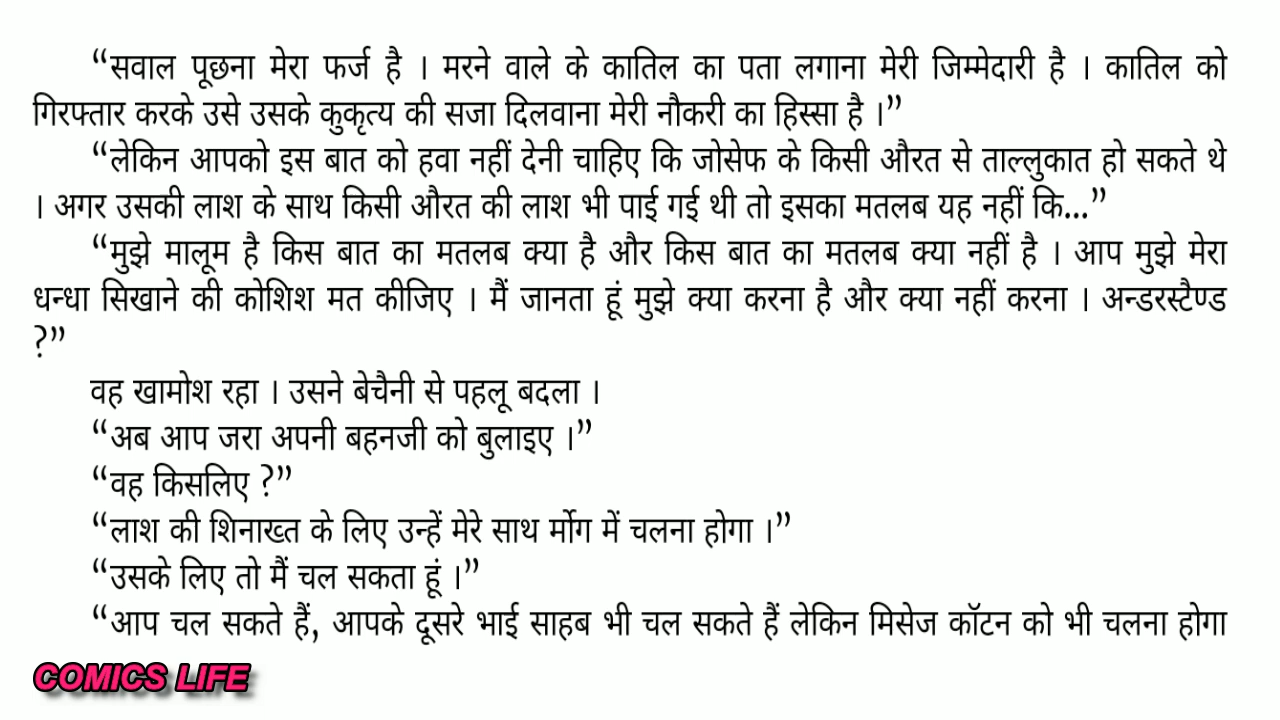 “सवाल पूछना मेरा फर्ज है । मरने वाले के कातिल का पता लगाना मेरी जिम्मेदारी है । कातिल को
गिरफ्तार करके उसे उसके कुकृत्य की सजा दिलवाना मेरी नौकरी का हिस्सा है ।”
“लेकिन आपको इस बात को हवा नहीं देनी चाहिए कि जोसेफ के किसी औरत से ताल्लुकात हो सकते थे
। अगर उसकी लाश के साथ किसी औरत की लाश भी पाई गई थी तो इसका मतलब यह नहीं कि...”
“मुझे मालूम है किस बात का मतलब क्या है और किस बात का मतलब क्या नहीं है । आप मुझे मेरा
धन्धा सिखाने की कोशिश मत कीजिए । मैं जानता हूं मुझे क्या करना है और क्या नहीं करना । अन्डरस्टैण्ड
?”
वह खामोश रहा । उसने बेचैनी से पहलू बदला ।
“अब आप जरा अपनी बहनजी को बुलाइए ।”
“वह किसलिए ?”
“लाश की शिनाख्त के लिए उन्हें मेरे साथ र्मोग में चलना होगा ।”
“उसके लिए तो मैं चल सकता हूं ।”
“आप चल सकते हैं, आपके दूसरे भाई साहब भी चल सकते हैं लेकिन मिसेज कॉटन को भी चलना होगा
COMICS LIFE